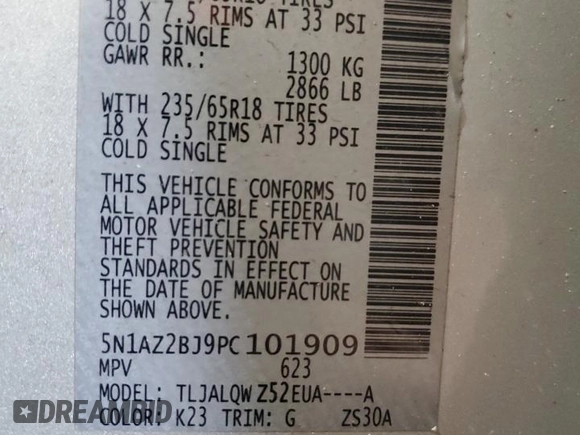 18 X 7.5 RIMS AT 33 PSI
COLD SINGLE
GAWR RR.: 1300 KG
2866 LB
WITH 235/65R18 TIRES
18 X 7.5 RIMS AT 33 PSI
COLD SINGLE
THIS VEHICLE CONFORMS TO
ALL APPLICABLE FEDERAL
MOTOR VEHICLE SAFETY AND
THEFT PREVENTION
STANDARDS IN EFFECT ON
THE DATE OF MANUFACTURE
SHOWN ABOVE.
5N1AZ2BJ9PC101909
MPV 623
MODEL: TLJALQWZ52EUA----A
COLOR: K23 TRIM: G ZS30A
DREAMBID